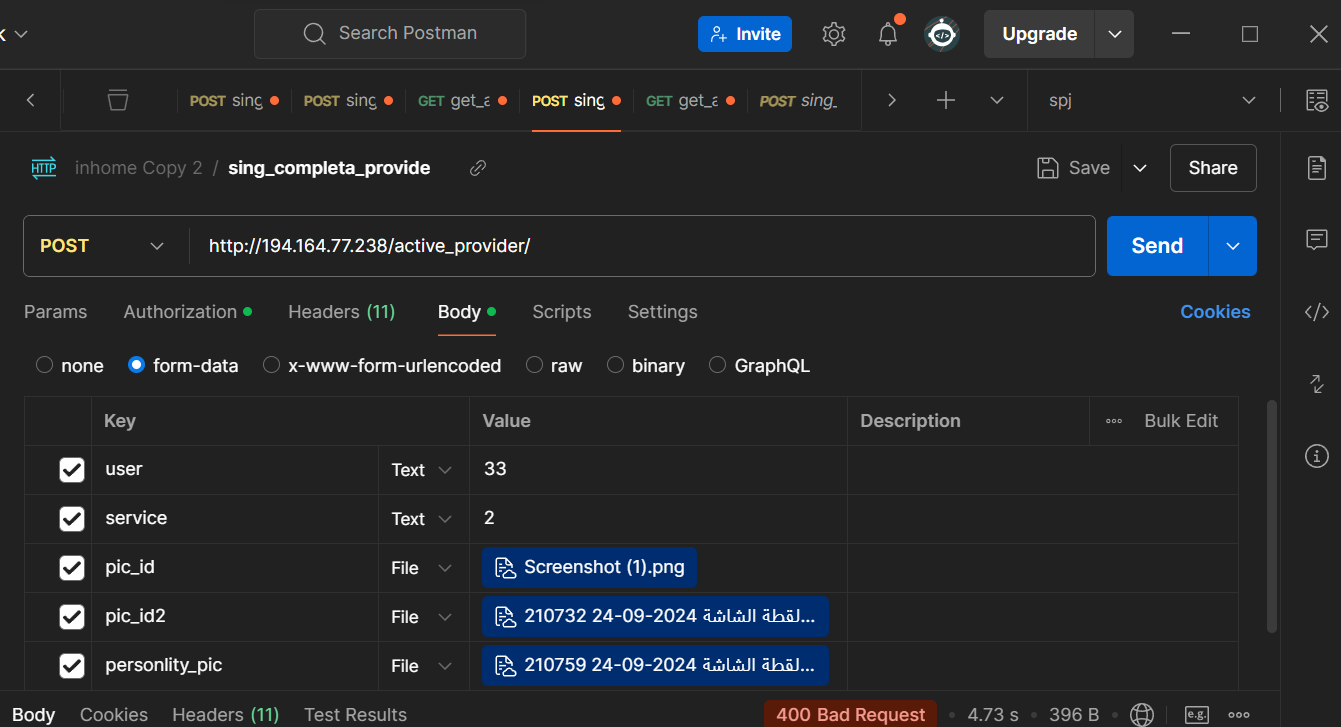 k
Search Postman
Invite
Upgrade
POST sing
POST sing
GET get_a
POST sing
GET get_a
POST sing_
spj
HTTP
inhome Copy 2 / sing_completa_provide
Save
Share
POST
http://194.164.77.238/active_provider/
Send
Params Authorization Headers (11) Body Scripts Settings Cookies
none form-data x-www-form-urlencoded raw binary GraphQL
Key Value Description ••• Bulk Edit
user Text 33
service Text 2
pic_id File Screenshot (1).png
pic_id2 File لقطة الشاشة 2024-09-24 210732...
personlity_pic File لقطة الشاشة 2024-09-24 210759...
Body Cookies Headers (11) Test Results 400 Bad Request • 4.73 s • 396 B • e.g. •••